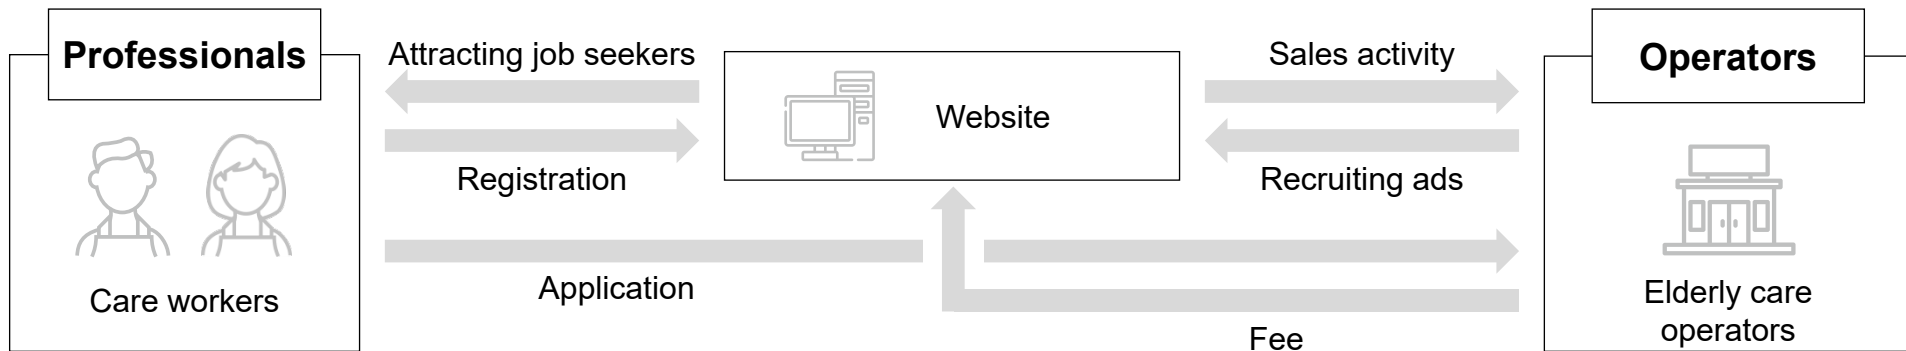 Professionals
Attracting job seekers
Sales activity
Operators
Website
Registration
Recruiting ads
Application
Care workers
Elderly care
operators
Fee